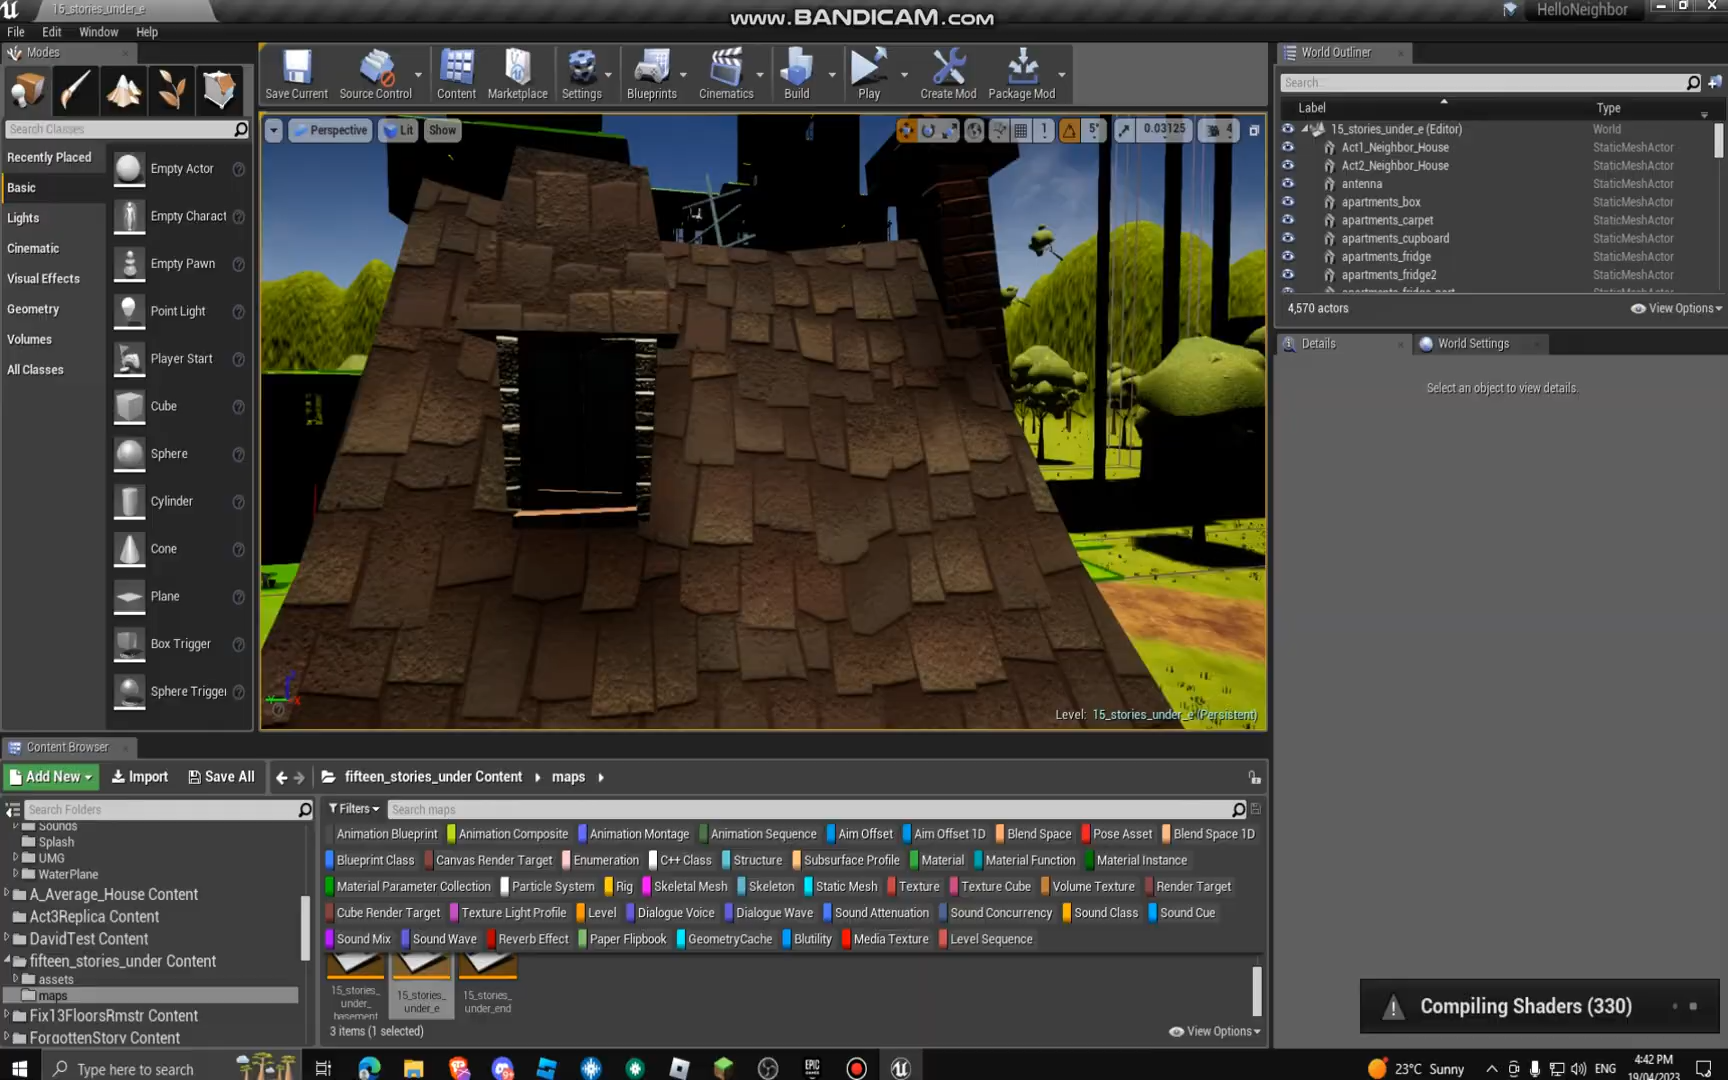 15_stories_under_e
www.BANDICAM.com
HelloNeighbor
File Edit Window Help
Modes
Search Classes
Recently Placed
Basic
Lights
Cinematic
Visual Effects
Geometry
Volumes
All Classes
Empty Actor
Empty Charact
Empty Pawn
Point Light
Player Start
Cube
Sphere
Cylinder
Cone
Plane
Box Trigger
Sphere Trigge
Save Current Source Control Content Marketplace Settings Blueprints Cinematics Build Play Create Mod Package Mod
Perspective Lit Show
1 5° 0.03125 4
Level: 15_stories_under_e (Persistent)
World Outliner
Search...
Label Type
15_stories_under_e (Editor) World
Act1_Neighbor_House StaticMeshActor
Act2_Neighbor_House StaticMeshActor
antenna StaticMeshActor
apartments_box StaticMeshActor
apartments_carpet StaticMeshActor
apartments_cupboard StaticMeshActor
apartments_fridge StaticMeshActor
apartments_fridge2 StaticMeshActor
4,570 actors View Options
Details World Settings
Select an object to view details.
Content Browser
Add New Import Save All fifteen_stories_under Content maps
Search Folders
Sounds
Splash
UMG
WaterPlane
A_Average_House Content
Act3Replica Content
DavidTest Content
fifteen_stories_under Content
assets
maps
Fix13FloorsRmstr Content
ForgottenStory Content
Filters Search maps
Animation Blueprint Animation Composite Animation Montage Animation Sequence Aim Offset Aim Offset 1D Blend Space Pose Asset Blend Space 1D
Blueprint Class Canvas Render Target Enumeration C++ Class Structure Subsurface Profile Material Material Function Material Instance
Material Parameter Collection Particle System Rig Skeletal Mesh Skeleton Static Mesh Texture Texture Cube Volume Texture Render Target
Cube Render Target Texture Light Profile Level Dialogue Voice Dialogue Wave Sound Attenuation Sound Concurrency Sound Class Sound Cue
Sound Mix Sound Wave Reverb Effect Paper Flipbook GeometryCache Blutility Media Texture Level Sequence
15_stories_
under_
basement
15_stories_
under_e
15_stories_
under_end
3 items (1 selected) View Options
Compiling Shaders (330)
Type here to search
EPIC
23°C Sunny
ENG
4:42 PM
19/04/2023